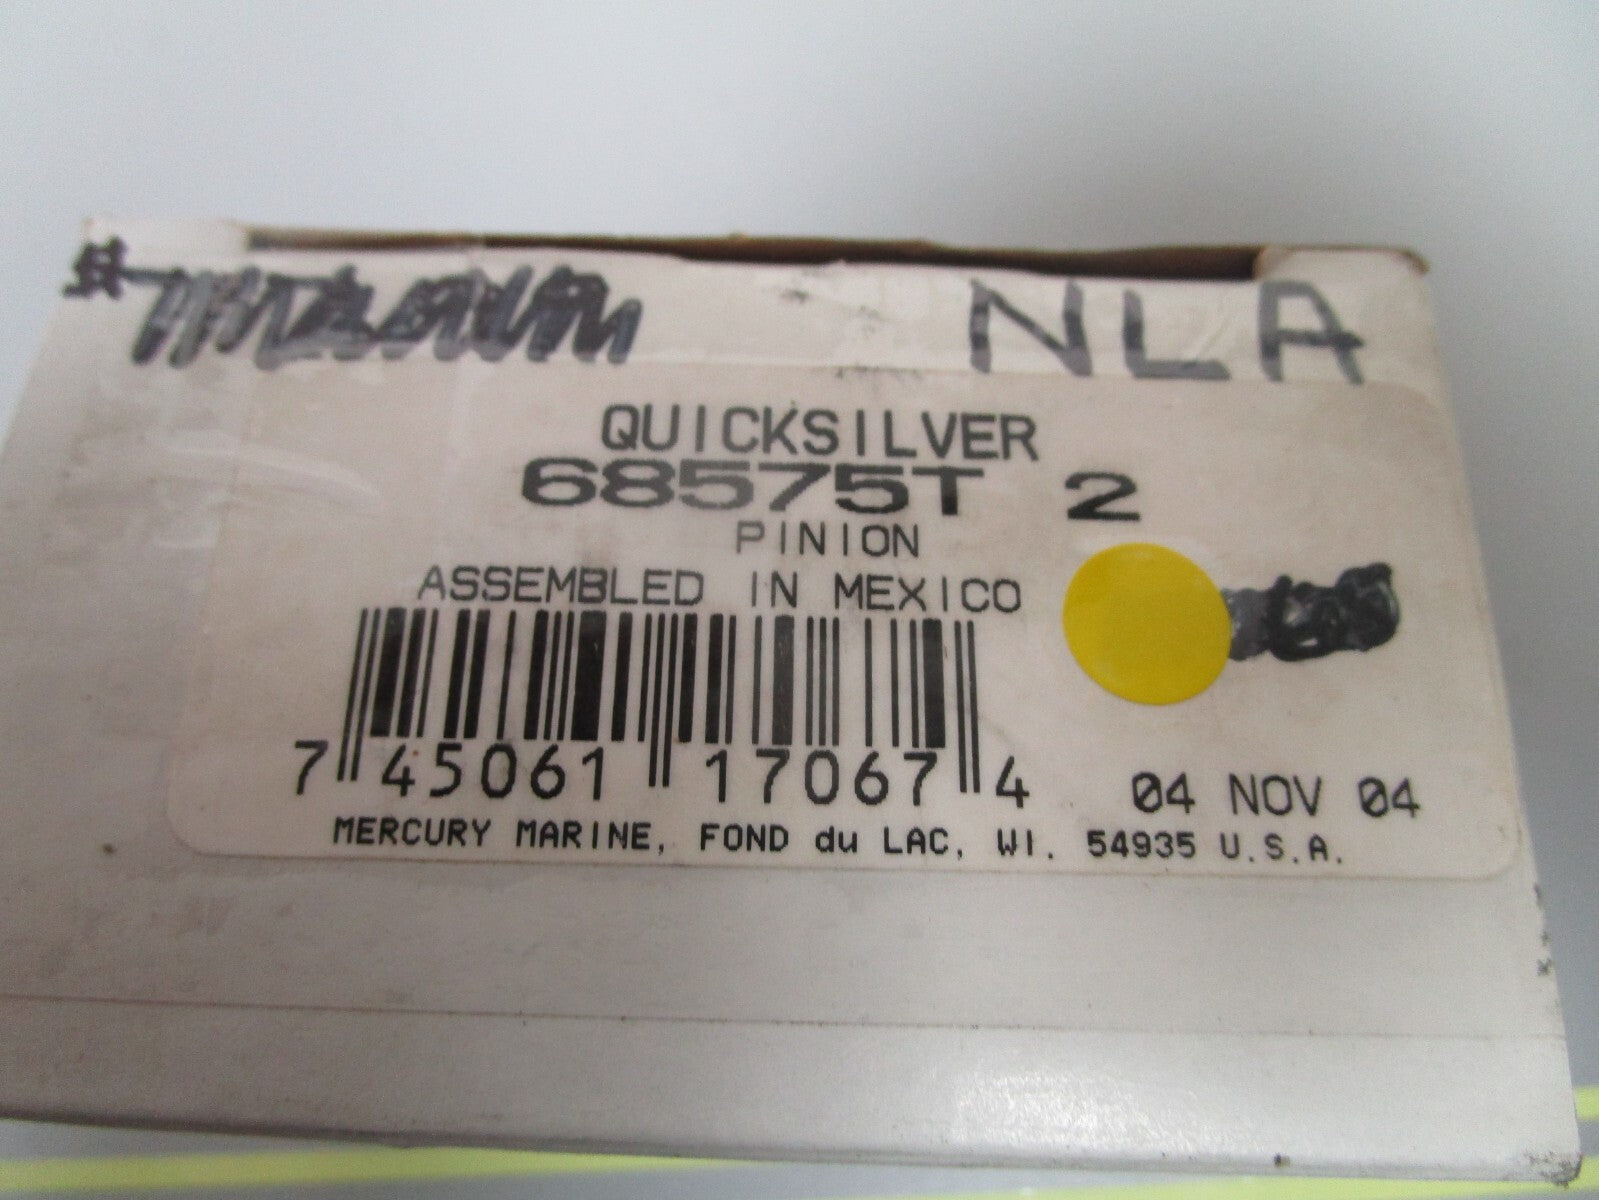 # NLA
QUICKSILVER
68575T 2
PINION
ASSEMBLED IN MEXICO
7 45061 17067 4 04 NOV 04
MERCURY MARINE, FOND du LAC, WI. 54935 U.S.A.